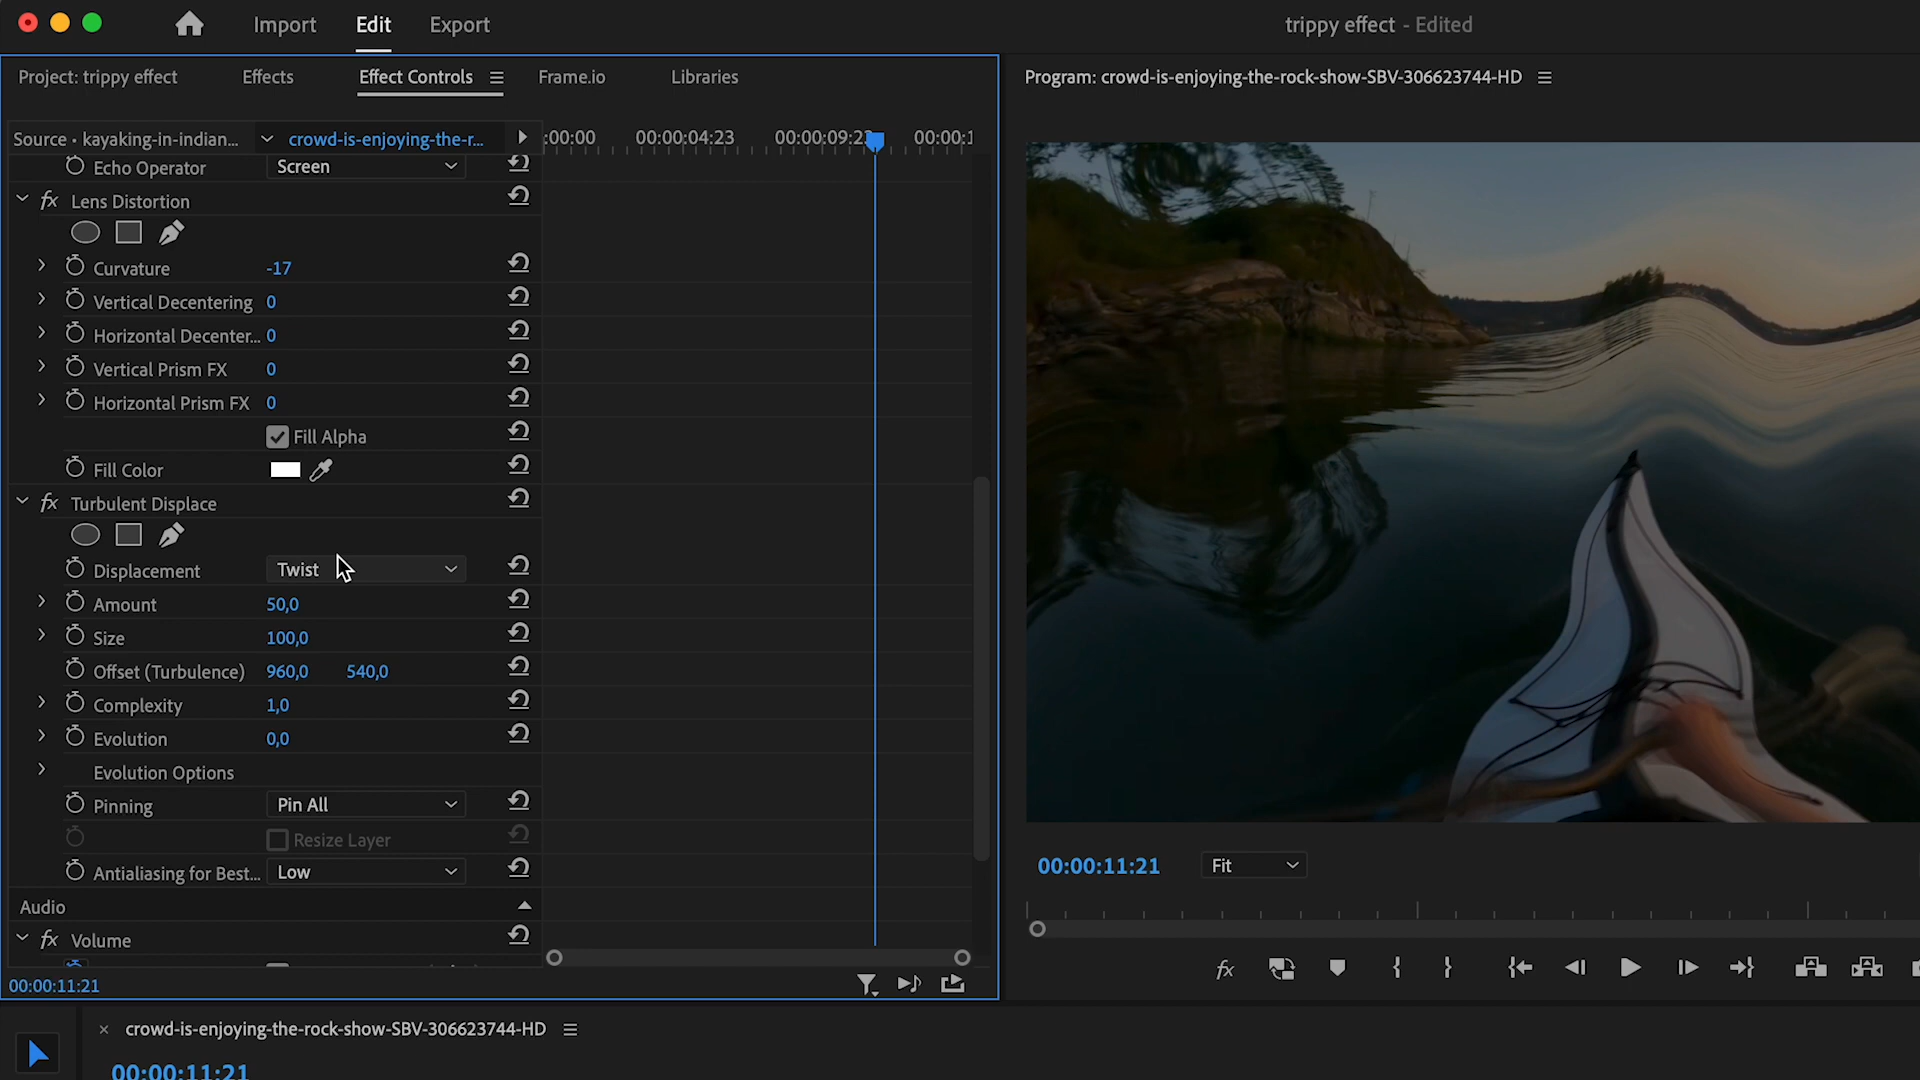 Import Edit Export
trippy effect - Edited
Project: trippy effect Effects Effect Controls Frame.io Libraries
Program: crowd-is-enjoying-the-rock-show-SBV-306623744-HD
Source • kayaking-in-indian... crowd-is-enjoying-the-r... :00:00 00:00:04:23 00:00:09:23
Echo Operator Screen
fx Lens Distortion
Curvature -17
Vertical Decentering 0
Horizontal Decenter... 0
Vertical Prism FX 0
Horizontal Prism FX 0
Fill Alpha
Fill Color
fx Turbulent Displace
Displacement Twist
Amount 50,0
Size 100,0
Offset (Turbulence) 960,0 540,0
Complexity 1,0
Evolution 0,0
Evolution Options
Pinning Pin All
Resize Layer
Antialiasing for Best... Low
Audio
fx Volume
00:00:11:21
00:00:11:21 Fit
fx
crowd-is-enjoying-the-rock-show-SBV-306623744-HD
00:00:11:21